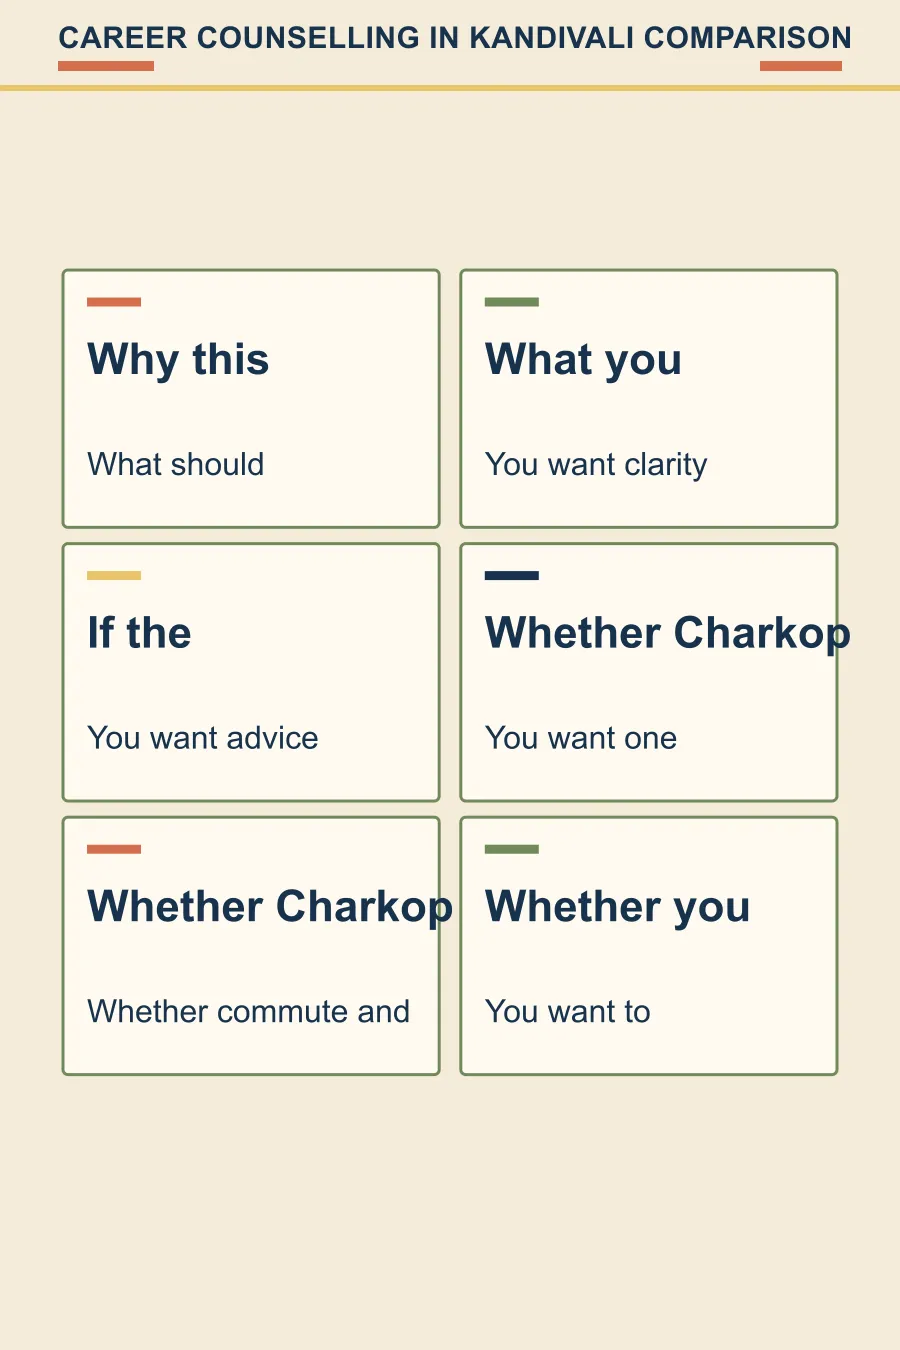 CAREER COUNSELLING IN KANDIVALI COMPARISON
Why this
What should
What you
You want clarity
If the
You want advice
Whether Charkop
You want one
Whether Charkop
Whether commute and
Whether you
You want to